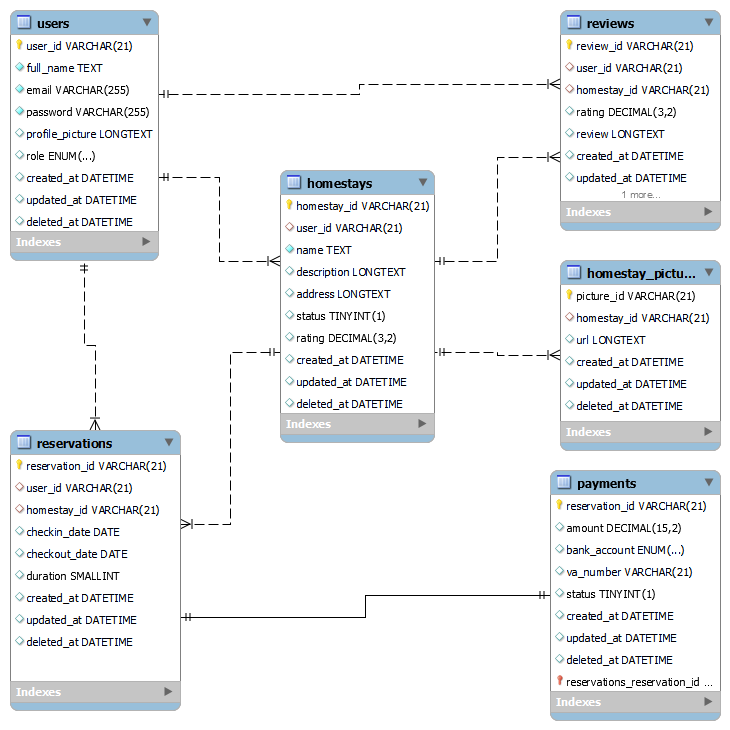 users
user_id VARCHAR(21)
full_name TEXT
email VARCHAR(255)
password VARCHAR(255)
profile_picture LONGTEXT
role ENUM(...)
created_at DATETIME
updated_at DATETIME
deleted_at DATETIME
Indexes
reviews
review_id VARCHAR(21)
user_id VARCHAR(21)
homestay_id VARCHAR(21)
rating DECIMAL(3,2)
review LONGTEXT
created_at DATETIME
updated_at DATETIME
1 more...
Indexes
homestays
homestay_id VARCHAR(21)
user_id VARCHAR(21)
name TEXT
description LONGTEXT
address LONGTEXT
status TINYINT(1)
rating DECIMAL(3,2)
created_at DATETIME
updated_at DATETIME
deleted_at DATETIME
Indexes
homestay_pictu...
picture_id VARCHAR(21)
homestay_id VARCHAR(21)
url LONGTEXT
created_at DATETIME
updated_at DATETIME
deleted_at DATETIME
Indexes
reservations
reservation_id VARCHAR(21)
user_id VARCHAR(21)
homestay_id VARCHAR(21)
checkin_date DATE
checkout_date DATE
duration SMALLINT
created_at DATETIME
updated_at DATETIME
deleted_at DATETIME
Indexes
payments
reservation_id VARCHAR(21)
amount DECIMAL(15,2)
bank_account ENUM(...)
va_number VARCHAR(21)
status TINYINT(1)
created_at DATETIME
updated_at DATETIME
deleted_at DATETIME
reservations_reservation_id ...
Indexes